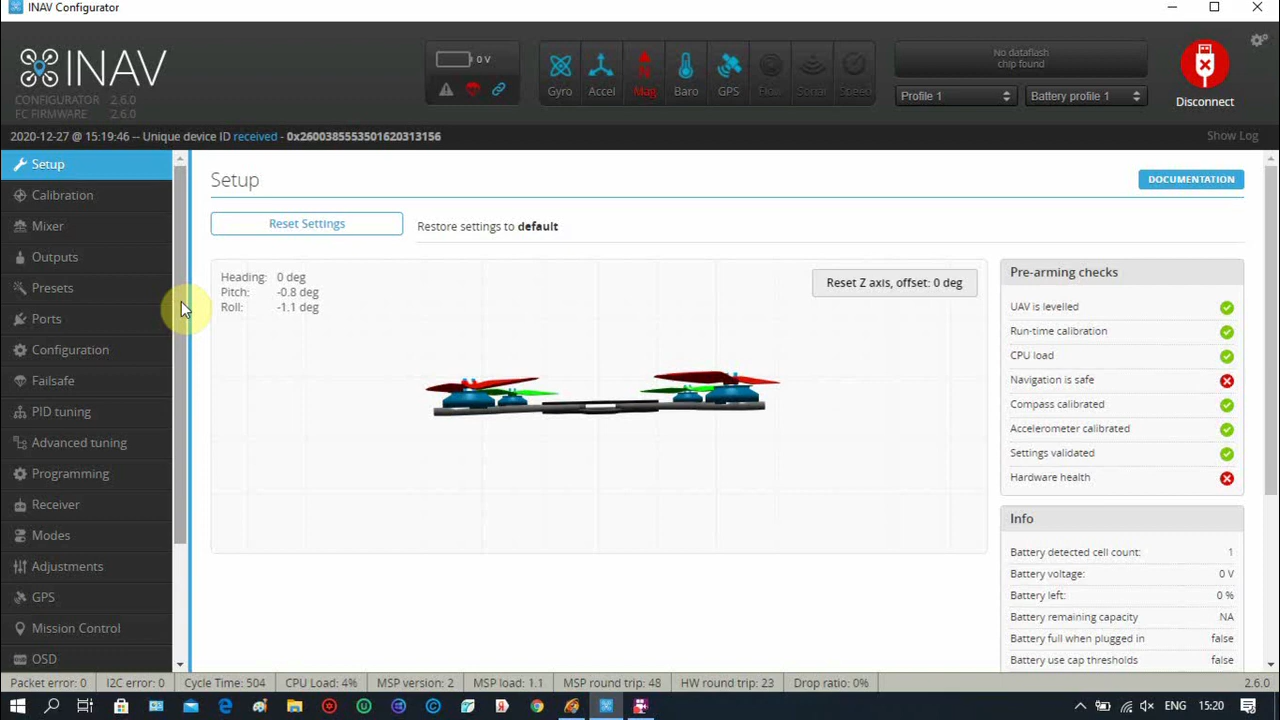 INAV Configurator
INAV
CONFIGURATOR 2.6.0
FC FIRMWARE 2.6.0
0 V
Gyro
Accel
Mag
Baro
GPS
Flow
Sonar
Speed
No dataflash
chip found
Profile 1
Battery profile 1
Disconnect
2020-12-27 @ 15:19:46 -- Unique device ID received - 0x2600385553501620313156
Show Log
Setup
Calibration
Mixer
Outputs
Presets
Ports
Configuration
Failsafe
PID tuning
Advanced tuning
Programming
Receiver
Modes
Adjustments
GPS
Mission Control
OSD
Setup
DOCUMENTATION
Reset Settings
Restore settings to default
Heading: 0 deg
Pitch: -0.8 deg
Roll: -1.1 deg
Reset Z axis, offset: 0 deg
Pre-arming checks
UAV is levelled
Run-time calibration
CPU load
Navigation is safe
Compass calibrated
Accelerometer calibrated
Settings validated
Hardware health
Info
Battery detected cell count: 1
Battery voltage: 0 V
Battery left: 0 %
Battery remaining capacity NA
Battery full when plugged in false
Battery use cap thresholds false
Packet error: 0
I2C error: 0
Cycle Time: 504
CPU Load: 4%
MSP version: 2
MSP load: 1.1
MSP round trip: 48
HW round trip: 23
Drop ratio: 0%
2.6.0
ENG
15:20